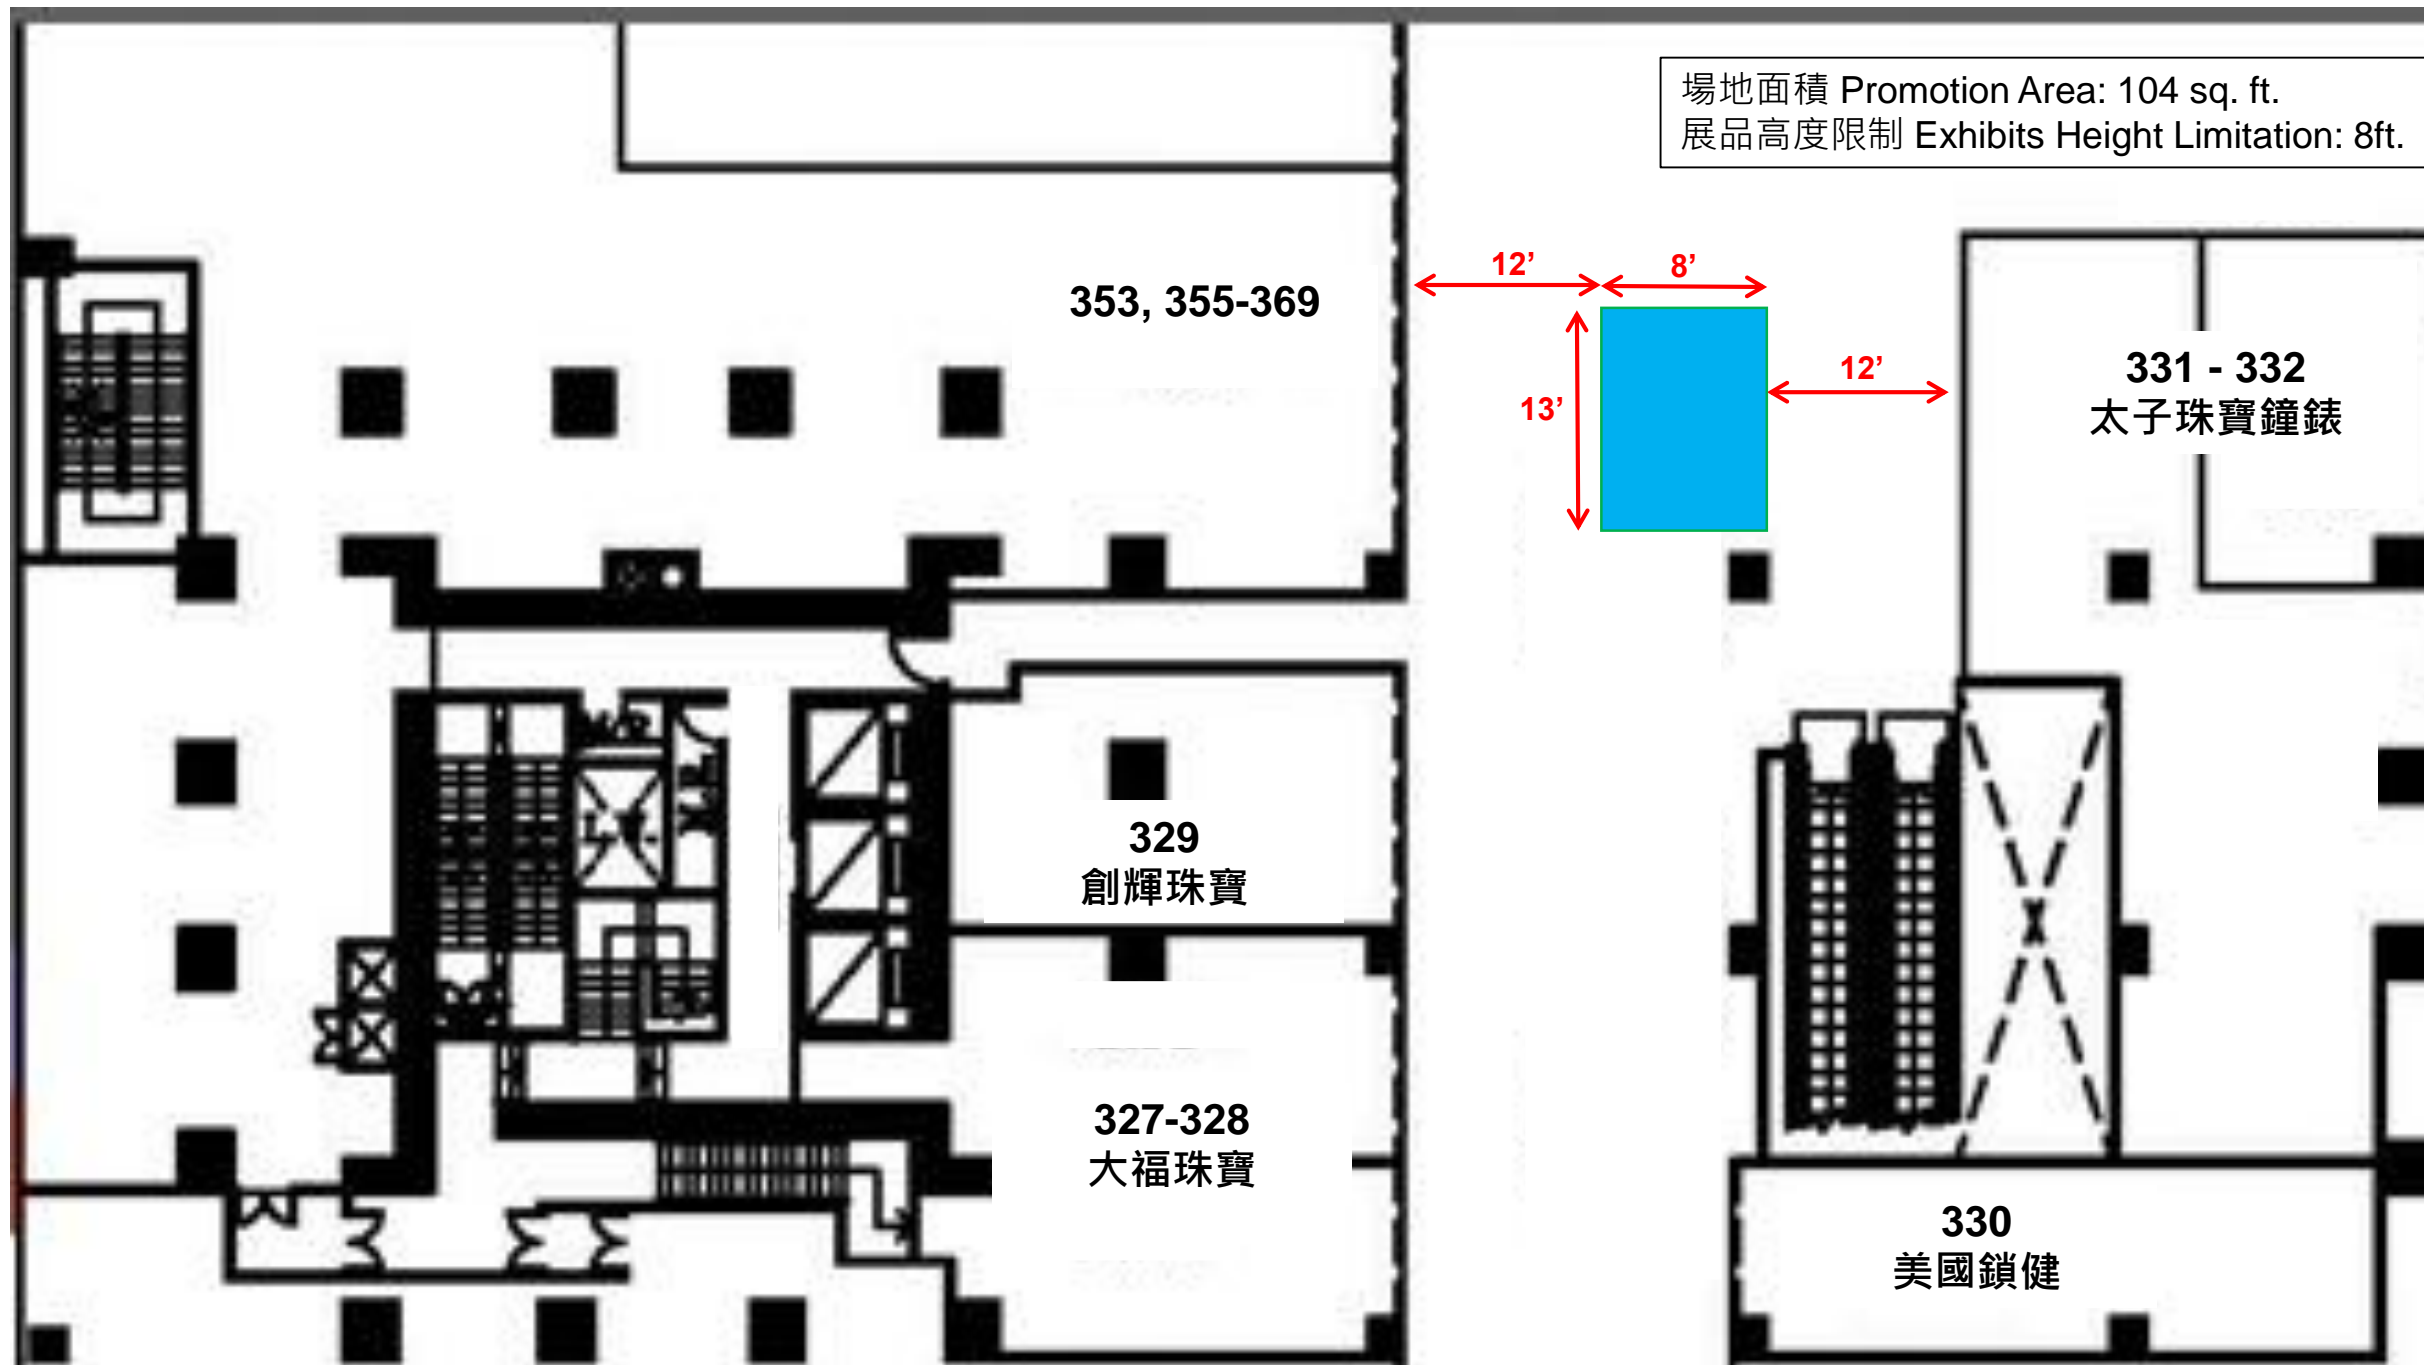 場地面積 Promotion Area: 104 sq. ft.
展品高度限制 Exhibits Height Limitation: 8ft.
12’
8’
353, 355-369
12’
13’
331 - 332
太子珠寶鐘錶
329
創輝珠寶
327-328
大福珠寶
330
美國鎖健